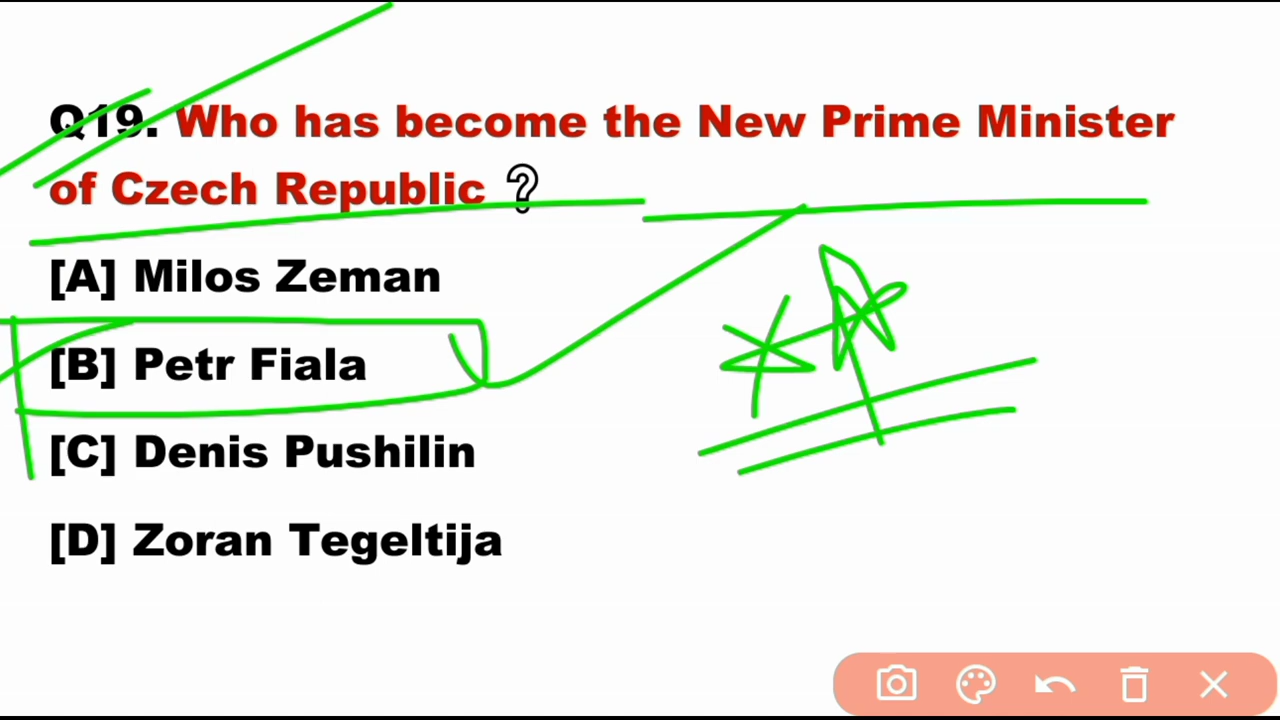 Q19. Who has become the New Prime Minister
of Czech Republic ?
[A] Milos Zeman
[B] Petr Fiala
[C] Denis Pushilin
[D] Zoran Tegeltija